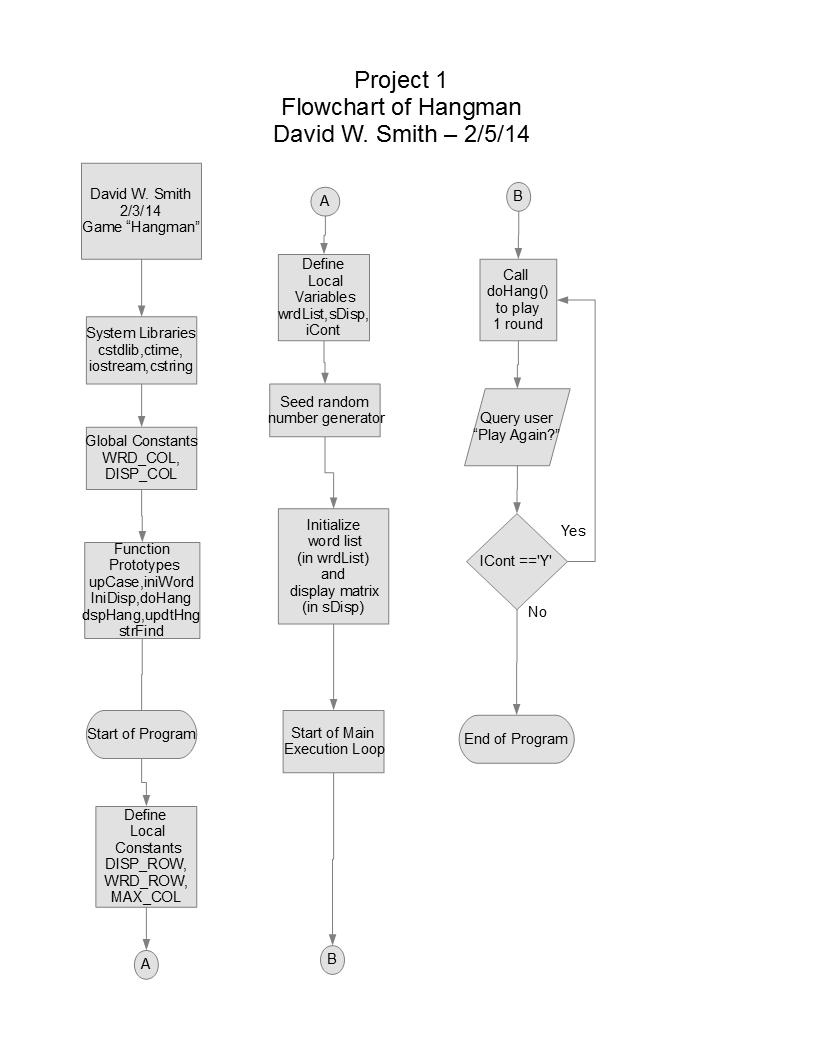 Project 1
Flowchart of Hangman
David W. Smith – 2/5/14
David W. Smith
2/3/14
Game “Hangman”
System Libraries
cstdlib,ctime,
iostream,cstring
Global Constants
WRD_COL,
DISP_COL
Function
Prototypes
upCase,iniWord
IniDisp,doHang
dspHang,updtHng
strFind
Start of Program
Define
Local
Constants
DISP_ROW,
WRD_ROW,
MAX_COL
A
A
Define
Local
Variables
wrdList,sDisp,
iCont
Seed random
number generator
Initialize
word list
(in wrdList)
and
display matrix
(in sDisp)
Start of Main
Execution Loop
B
B
Call
doHang()
to play
1 round
Query user
“Play Again?”
ICont =='Y'
Yes
No
End of Program